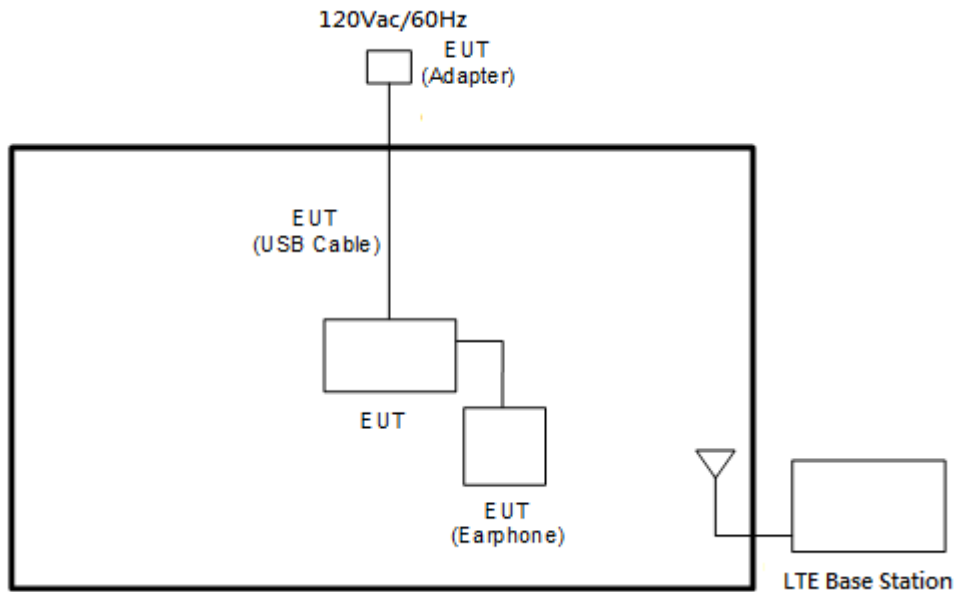 120Vac/60Hz
EUT
(Adapter)
EUT
(USB Cable)
EUT
EUT
(Earphone)
LTE Base Station